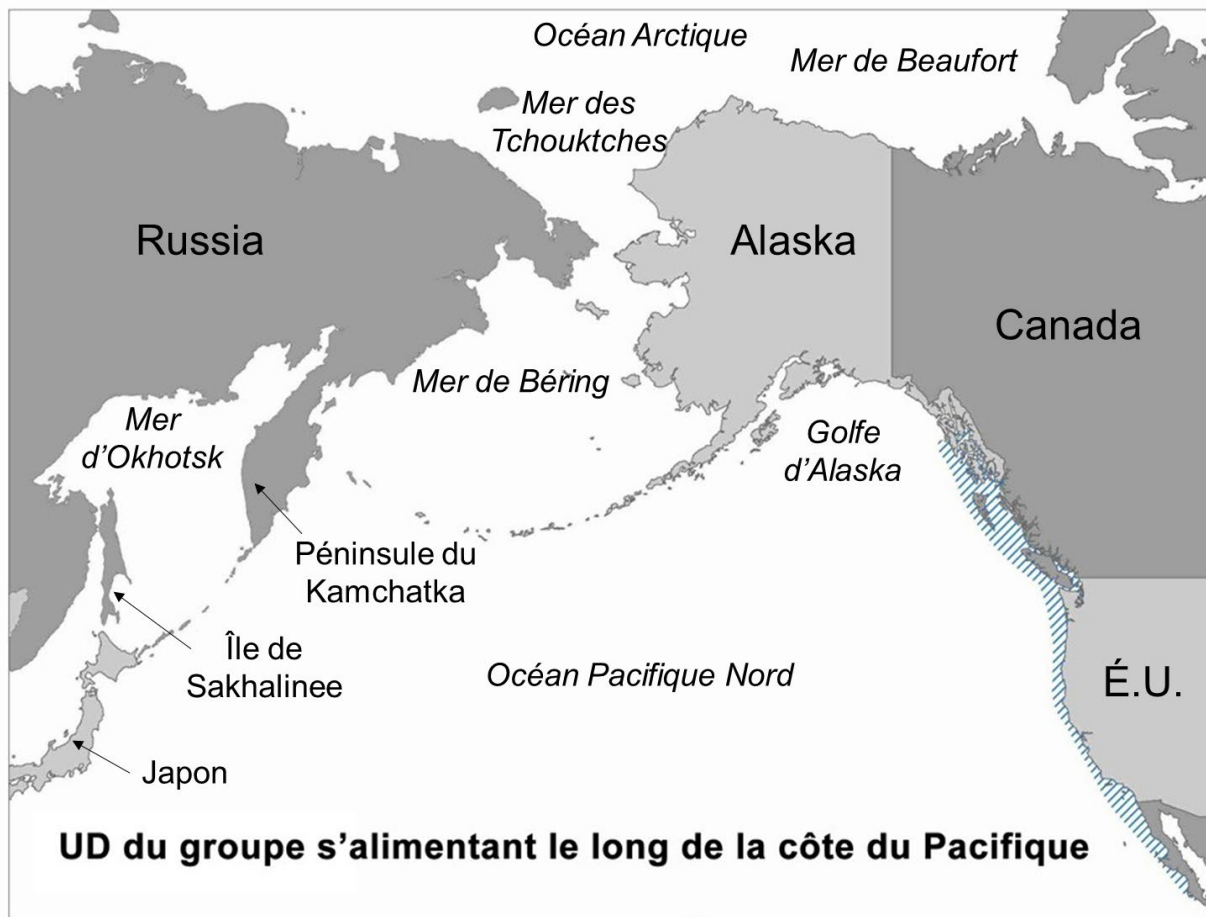 Océan Arctique
Mer de Beaufort
Mer des
Tchouktches
Russia
Alaska
Canada
Mer de Béring
Mer
d'Okhotsk
Golfe
d'Alaska
Péninsule du
Kamchatka
Île de
Sakhalinee
Océan Pacifique Nord
É.U.
Japon
UD du groupe s'alimentant le long de la côte du Pacifique